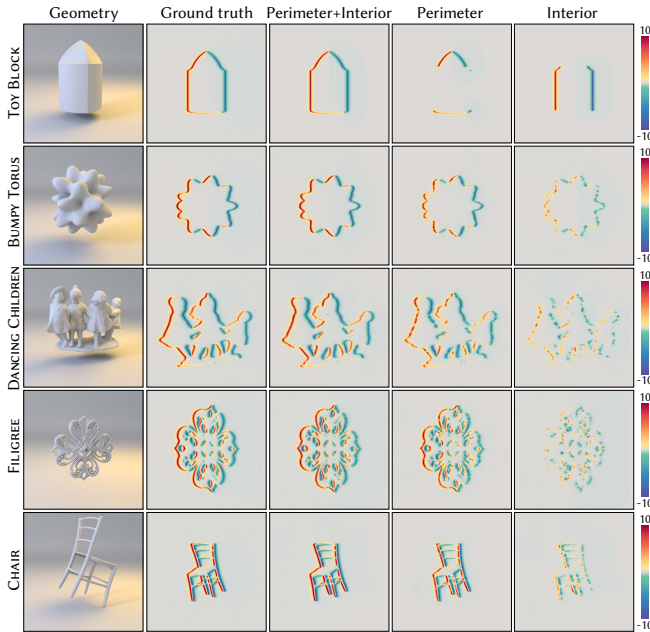 Geometry Ground truth Perimeter+Interior Perimeter Interior
TOY BLOCK
10
-10
BUMPY TORUS
10
-10
DANCING CHILDREN
10
-10
FILIGREE
10
-10
CHAIR
10
-10